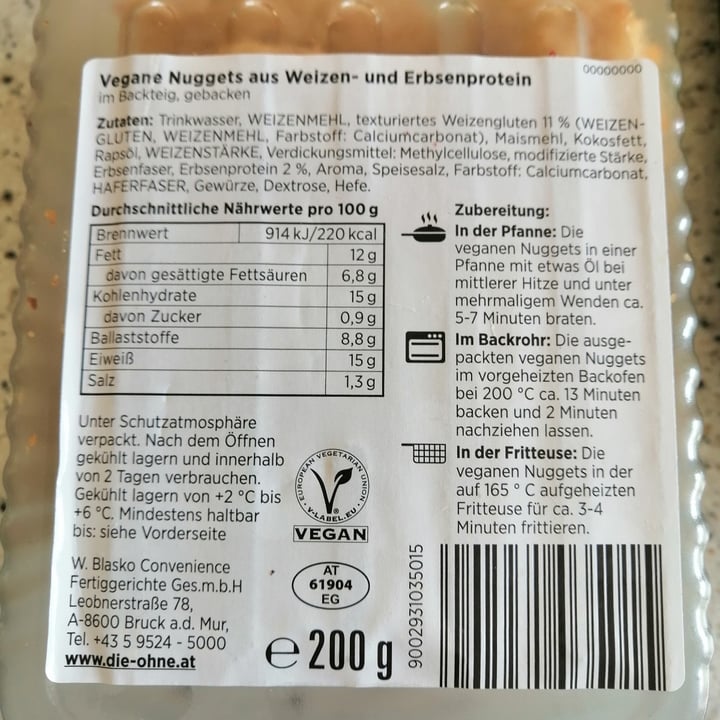 Vegane Nuggets aus Weizen- und Erbsenprotein
00000000
im Backteig, gebacken
Zutaten: Trinkwasser, WEIZENMEHL, texturiertes Weizengluten 11 % (WEIZEN-
GLUTEN, WEIZENMEHL, Farbstoff: Calciumcarbonat), Maismehl, Kokosfett,
Rapsöl, WEIZENSTÄRKE, Verdickungsmittel: Methylcellulose, modifizierte Stärke,
Erbsenfaser, Erbsenprotein 2 %, Aroma, Speisesalz, Farbstoff: Calciumcarbonat,
HAFERFASER, Gewürze, Dextrose, Hefe.
Durchschnittliche Nährwerte pro 100 g
Brennwert 914 kJ/220 kcal
Fett 12 g
davon gesättigte Fettsäuren 6,8 g
Kohlenhydrate 15 g
davon Zucker 0,9 g
Ballaststoffe 8,8 g
Eiweiß 15 g
Salz 1,3 g
Zubereitung:
In der Pfanne: Die
veganen Nuggets in einer
Pfanne mit etwas Öl bei
mittlerer Hitze und unter
mehrmaligem Wenden ca.
5-7 Minuten braten.
Im Backrohr: Die ausge-
packten veganen Nuggets
im vorgeheizten Backofen
bei 200 °C ca. 13 Minuten
backen und 2 Minuten
nachziehen lassen.
In der Fritteuse: Die
veganen Nuggets in der
auf 165 ° C aufgeheizten
Fritteuse für ca. 3-4
Minuten frittieren.
Unter Schutzatmosphäre
verpackt. Nach dem Öffnen
gekühlt lagern und innerhalb
von 2 Tagen verbrauchen.
Gekühlt lagern von +2 °C bis
+6 °C. Mindestens haltbar
bis: siehe Vorderseite
EUROPEAN VEGETARIAN UNION
V-LABEL.EU
VEGAN
W. Blasko Convenience
Fertiggerichte Ges.m.b.H
Leobnerstraße 78,
A-8600 Bruck a.d. Mur,
Tel. +43 5 9524 - 5000
www.die-ohne.at
AT
61904
EG
e 200 g
9002931035015